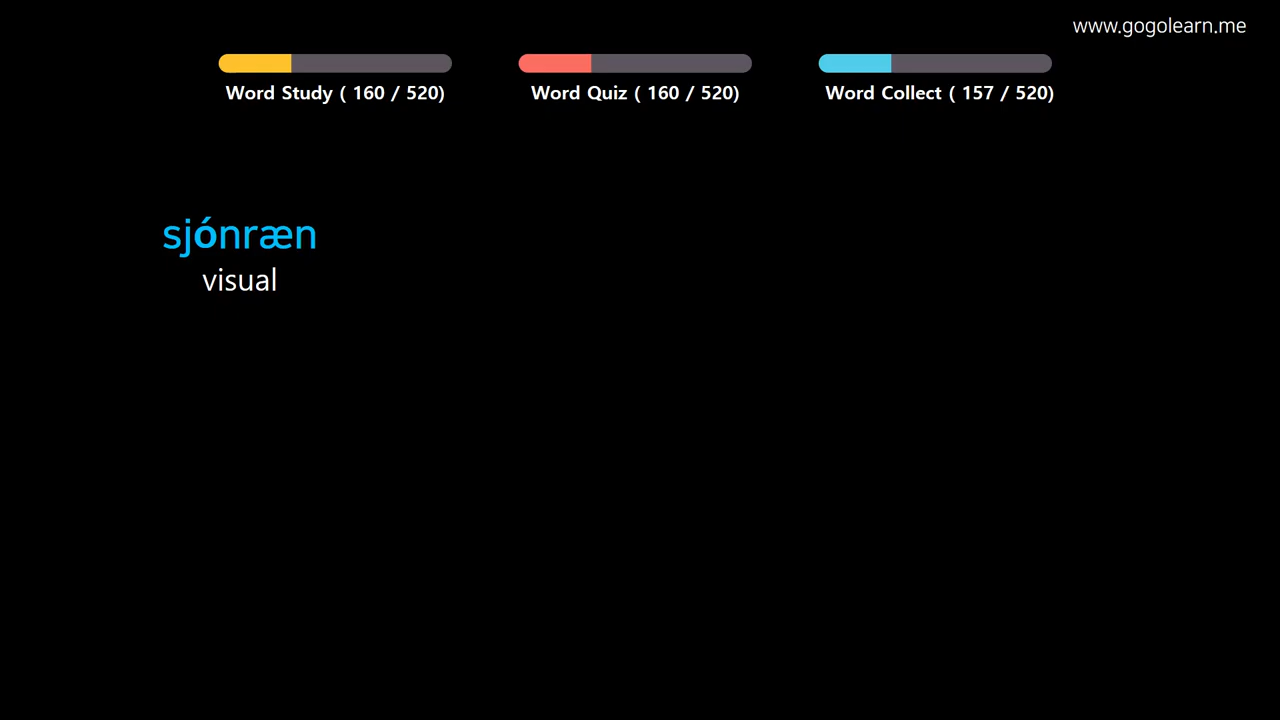 www.gogolearn.me
Word Study ( 160 / 520)
Word Quiz ( 160 / 520)
Word Collect ( 157 / 520)
sjónræn
visual